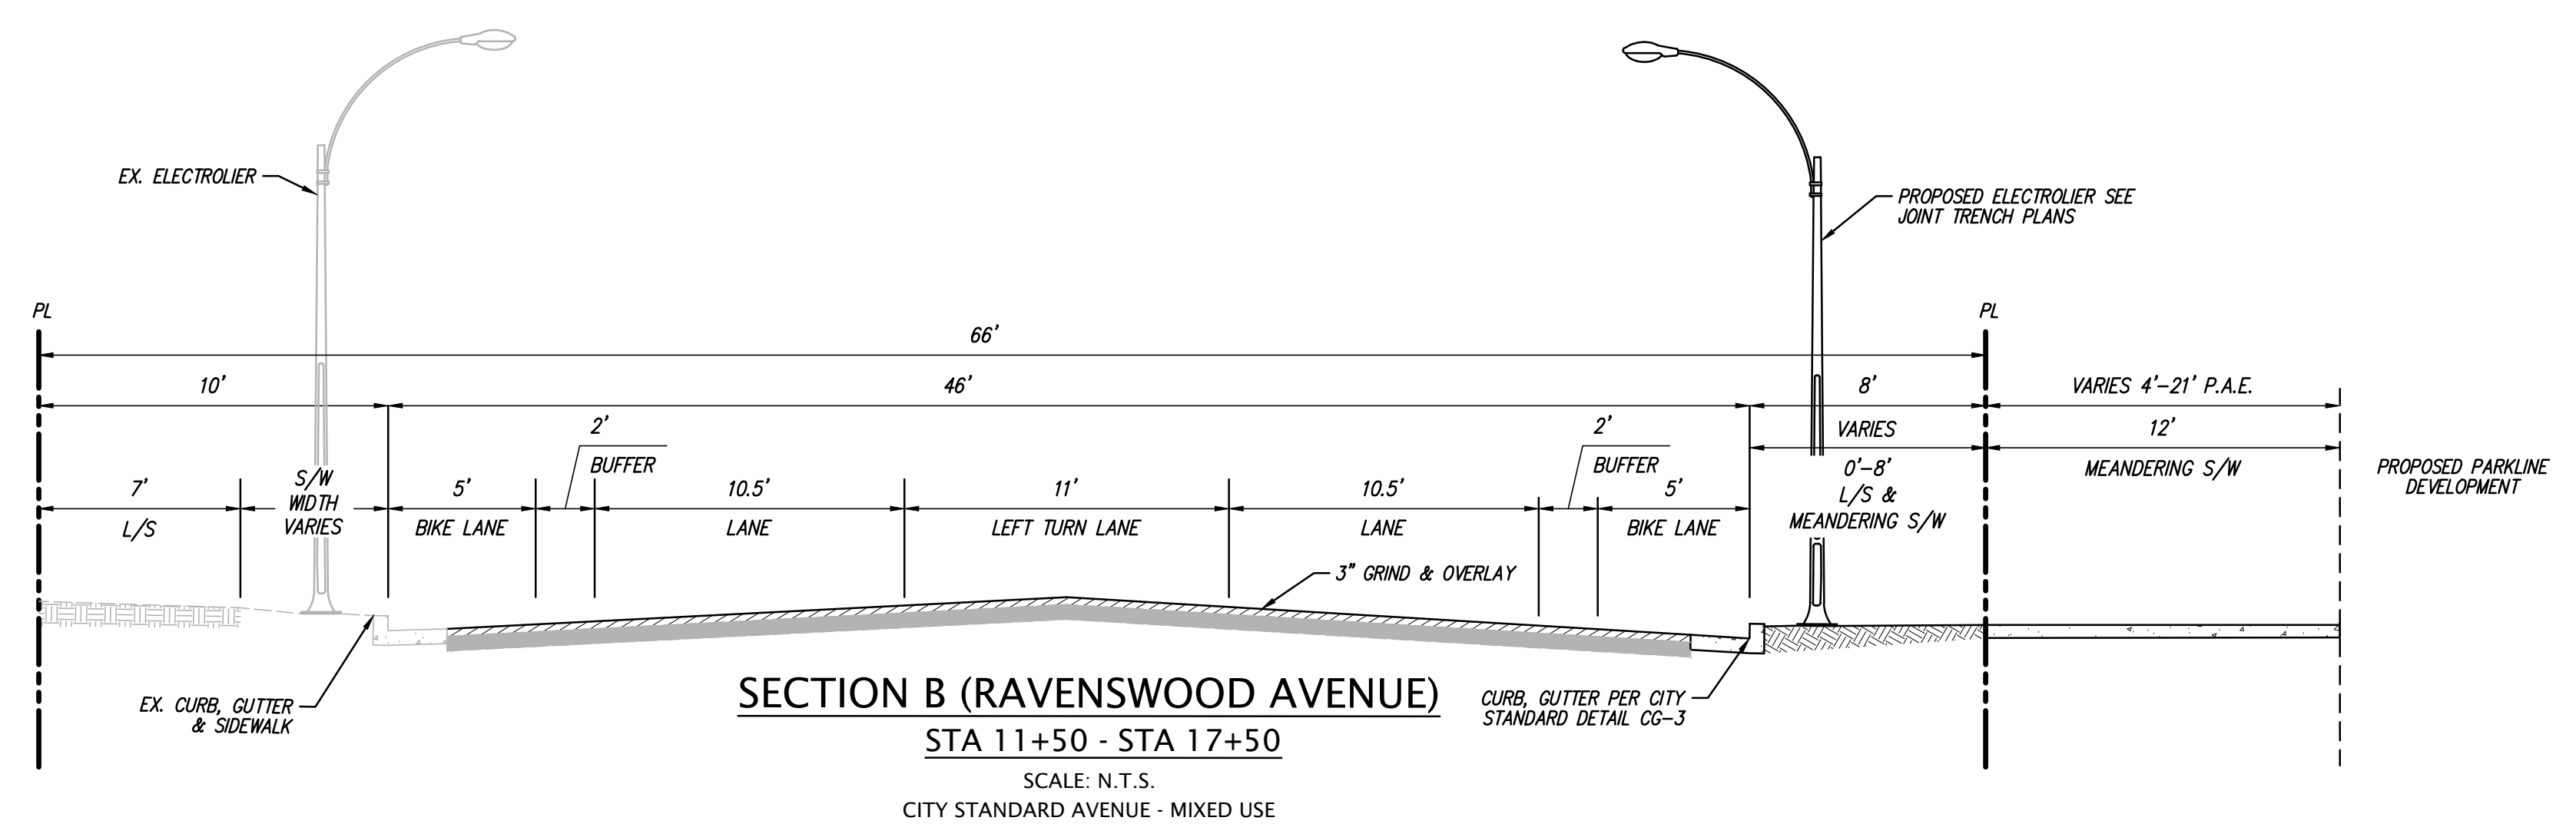 EX. ELECTROLIER
PROPOSED ELECTROLIER SEE
JOINT TRENCH PLANS
PL
PL
66'
10'
46'
8'
VARIES 4'-21' P.A.E.
2'
BUFFER
2'
BUFFER
VARIES
12'
0'-8'
L/S &
MEANDERING S/W
MEANDERING S/W
PROPOSED PARKLINE
DEVELOPMENT
7'
L/S
S/W
WIDTH
VARIES
5'
BIKE LANE
10.5'
LANE
11'
LEFT TURN LANE
10.5'
LANE
5'
BIKE LANE
3" GRIND & OVERLAY
EX. CURB, GUTTER
& SIDEWALK
CURB, GUTTER PER CITY
STANDARD DETAIL CG-3
SECTION B (RAVENSWOOD AVENUE)
STA 11+50 - STA 17+50
SCALE: N.T.S.
CITY STANDARD AVENUE - MIXED USE